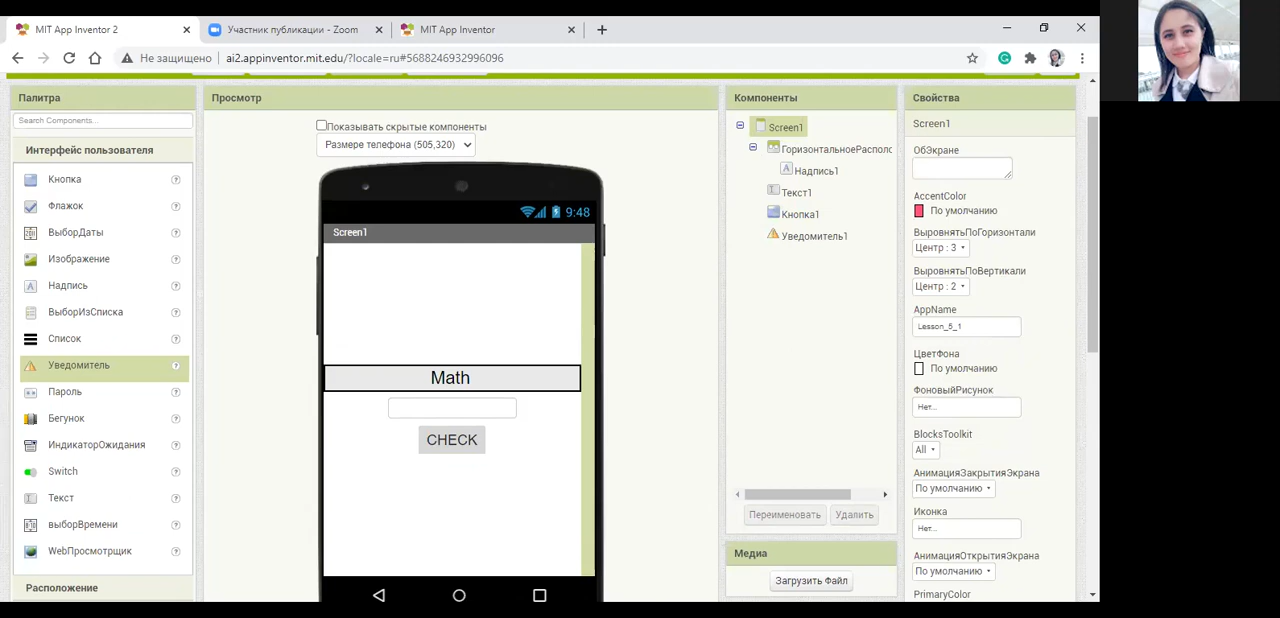 MIT App Inventor 2
Участник публикации - Zoom
MIT App Inventor
Не защищено
ai2.appinventor.mit.edu/?locale=ru#5688246932996096
Палитра
Search Components...
Интерфейс пользователя
Кнопка
Флажок
ВыборДаты
Изображение
Надпись
ВыборИзСписка
Список
Уведомитель
Пароль
Бегунок
ИндикаторОжидания
Switch
Текст
выборВремени
WebПросмотрщик
Расположение
Просмотр
Показывать скрытые компоненты
Размере телефона (505,320)
9:48
Screen1
Math
CHECK
Компоненты
Screen1
ГоризонтальноеРасполо
Надпись1
Текст1
Кнопка1
Уведомитель1
Переименовать
Удалить
Медиа
Загрузить Файл
Свойства
Screen1
ОбЭкране
AccentColor
По умолчанию
ВыровнятьПоГоризонтали
Центр : 3
ВыровнятьПоВертикали
Центр : 2
AppName
Lesson_5_1
ЦветФона
По умолчанию
ФоновыйРисунок
Нет...
BlocksToolkit
All
АнимацияЗакрытияЭкрана
По умолчанию
Иконка
Нет...
АнимацияОткрытияЭкрана
По умолчанию
PrimaryColor